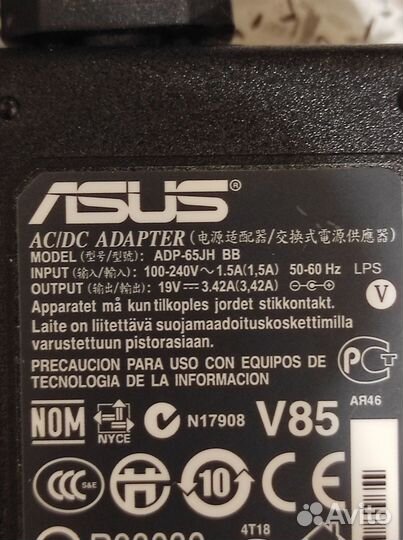 ASUS®
AC/DC ADAPTER (电源适配器/交換式電源供應器)
MODEL (型号/型號): ADP-65JH BB
INPUT (输入/輸入): 100-240V～1.5A(1,5A) 50-60 Hz LPS
OUTPUT (输出/輸出): 19V⎓3.42A(3,42A)
V
Apparatet må kun tilkoples jordet stikkontakt.
Laite on liitettävä suojamaadoituskoskettimilla
varustettuun pistorasiaan.
PRECAUCION PARA USO CON EQUIPOS DE
TECNOLOGIA DE LA INFORMACION
AЯ46
NOM NYCE N17908 V85
CCC S&E 10
4T18
Avito